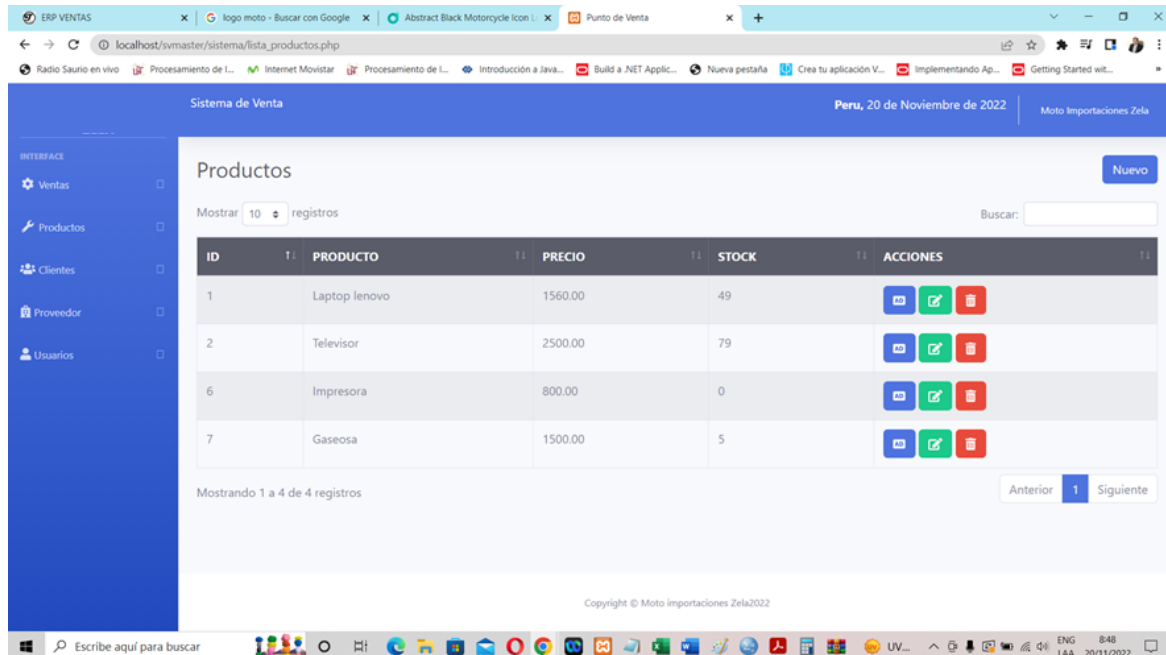 ERP VENTAS
logo moto - Buscar con Google
Abstract Black Motorcycle Icon L
Punto de Venta
localhost/svmaster/sistema/lista_productos.php
Radio Saurio en vivo
Procesamiento de l...
Internet Movistar
Procesamiento de l...
Introducción a Java...
Build a .NET Applic...
Nueva pestaña
Crea tu aplicación V...
Implementando Ap...
Getting Started wit...
Sistema de Venta
Peru, 20 de Noviembre de 2022
Moto Importaciones Zela
INTERFACE
Ventas
Productos
Clientes
Proveedor
Usuarios
Productos
Nuevo
Mostrar 10 registros
Buscar:
ID PRODUCTO PRECIO STOCK ACCIONES
1 Laptop lenovo 1560.00 49 AD
2 Televisor 2500.00 79 AD
6 Impresora 800.00 0 AD
7 Gaseosa 1500.00 5 AD
Mostrando 1 a 4 de 4 registros
Anterior 1 Siguiente
Copyright © Moto importaciones Zela2022
Escribe aquí para buscar
UV...
ENG
LAA
8:48
20/11/2022